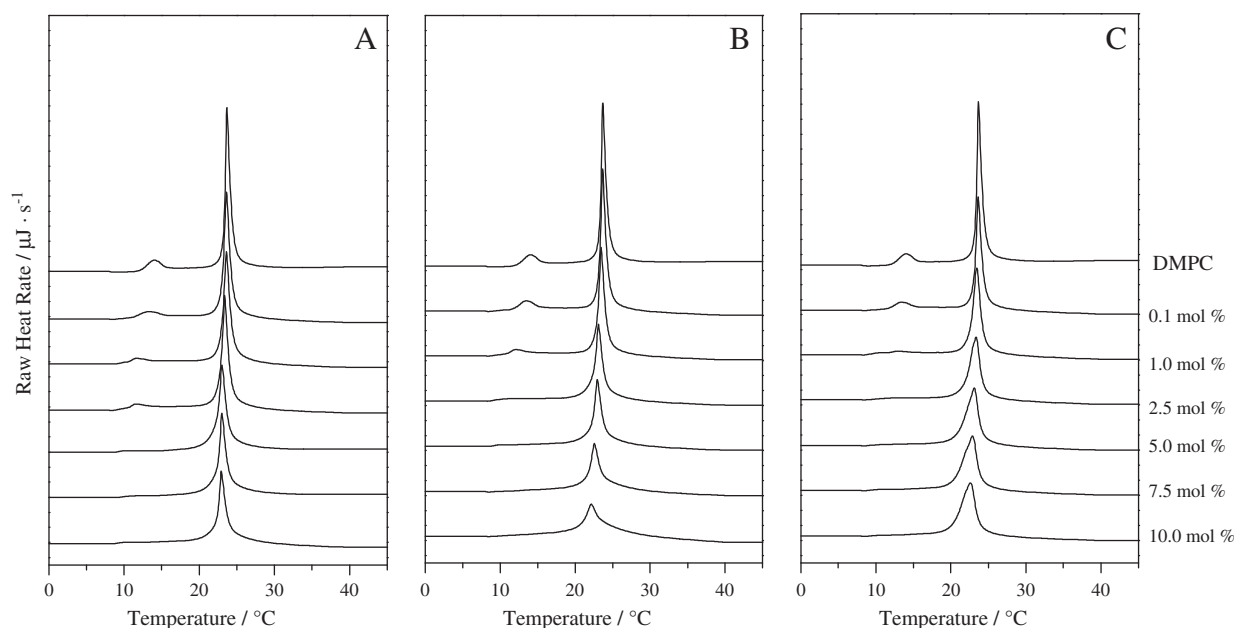 A
B
C
Raw Heat Rate / μJ · s⁻¹
DMPC
0.1 mol %
1.0 mol %
2.5 mol %
5.0 mol %
7.5 mol %
10.0 mol %
0 10 20 30 40
0 10 20 30 40
0 10 20 30 40
Temperature / °C
Temperature / °C
Temperature / °C